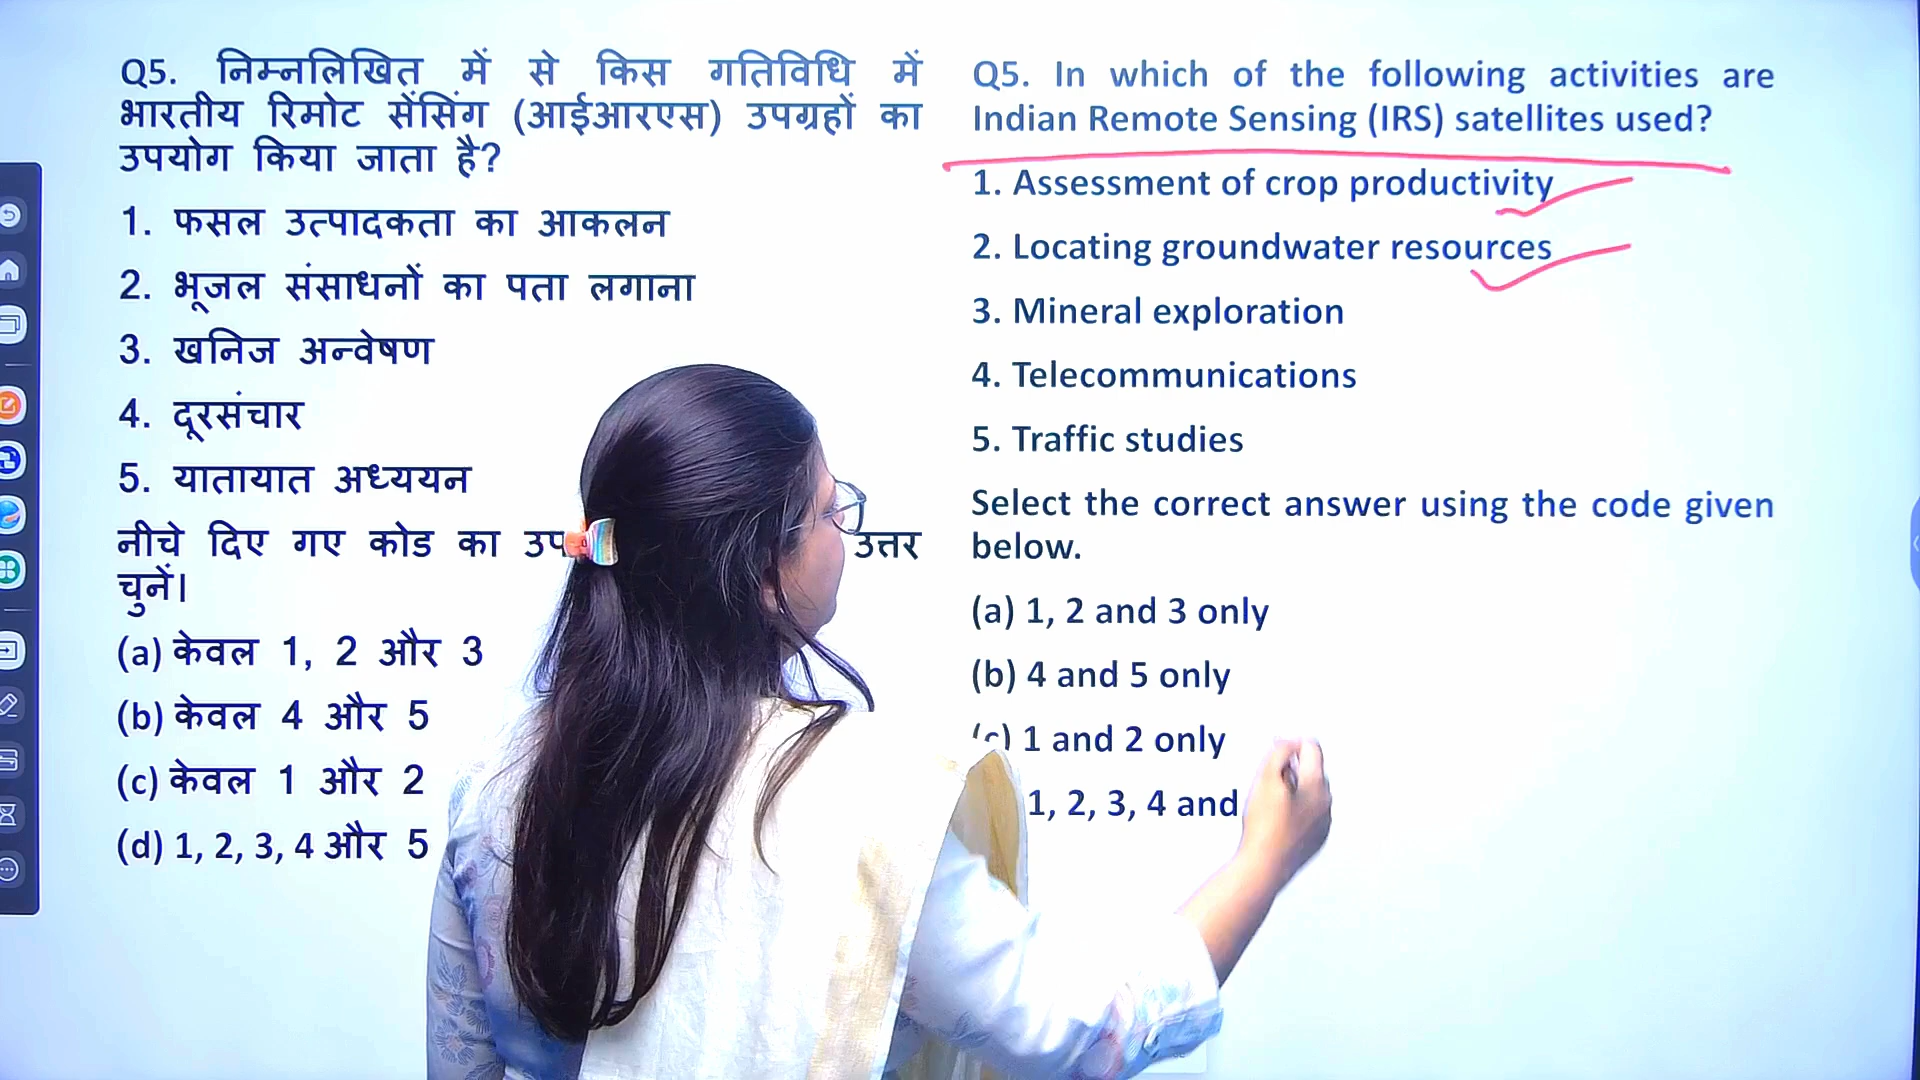 Q5. निम्नलिखित में से किस गतिविधि में
भारतीय रिमोट सेंसिंग (आईआरएस) उपग्रहों का
उपयोग किया जाता है?
1. फसल उत्पादकता का आकलन
2. भूजल संसाधनों का पता लगाना
3. खनिज अन्वेषण
4. दूरसंचार
5. यातायात अध्ययन
नीचे दिए गए कोड का उत्तर
चुनें।
(a) केवल 1, 2 और 3
(b) केवल 4 और 5
(c) केवल 1 और 2
(d) 1, 2, 3, 4 और 5
Q5. In which of the following activities are
Indian Remote Sensing (IRS) satellites used?
1. Assessment of crop productivity
2. Locating groundwater resources
3. Mineral exploration
4. Telecommunications
5. Traffic studies
Select the correct answer using the code given
below.
(a) 1, 2 and 3 only
(b) 4 and 5 only
(c) 1 and 2 only
1, 2, 3, 4 and